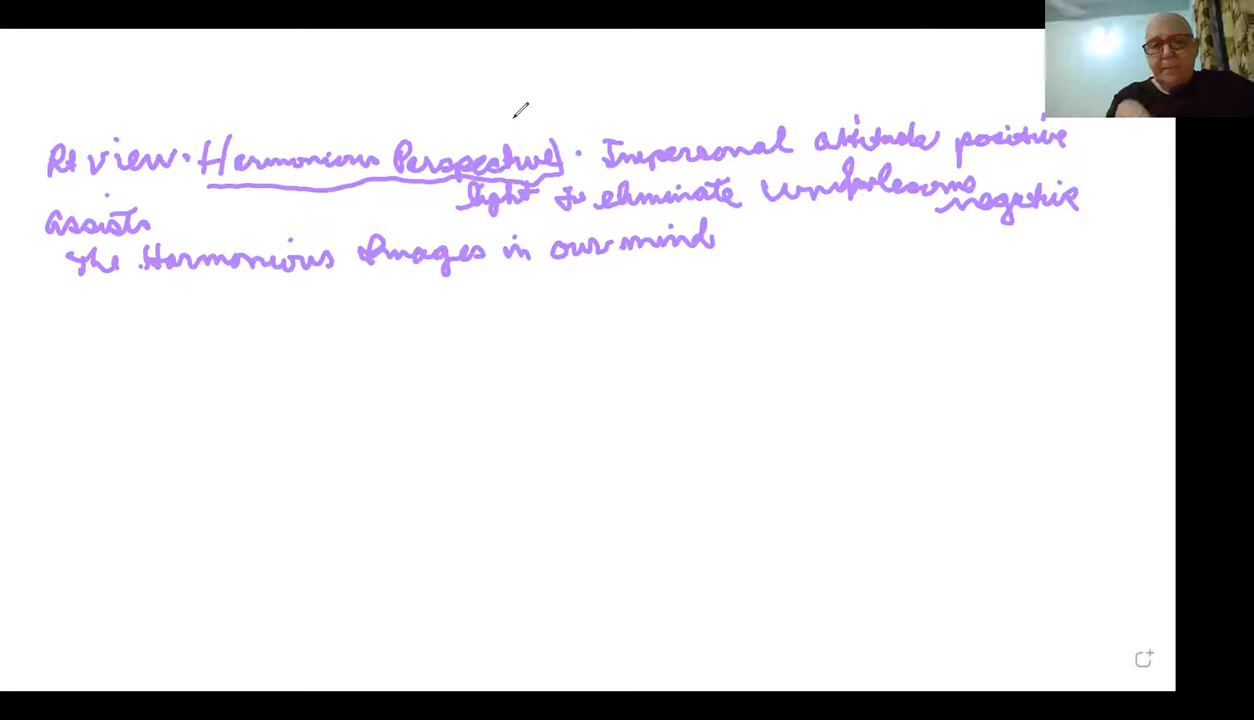 Review. Harmonious Perspective]. Impersonal attitude positive
light to eliminate unwholesome negative
assists
The Harmonious Images in our mind